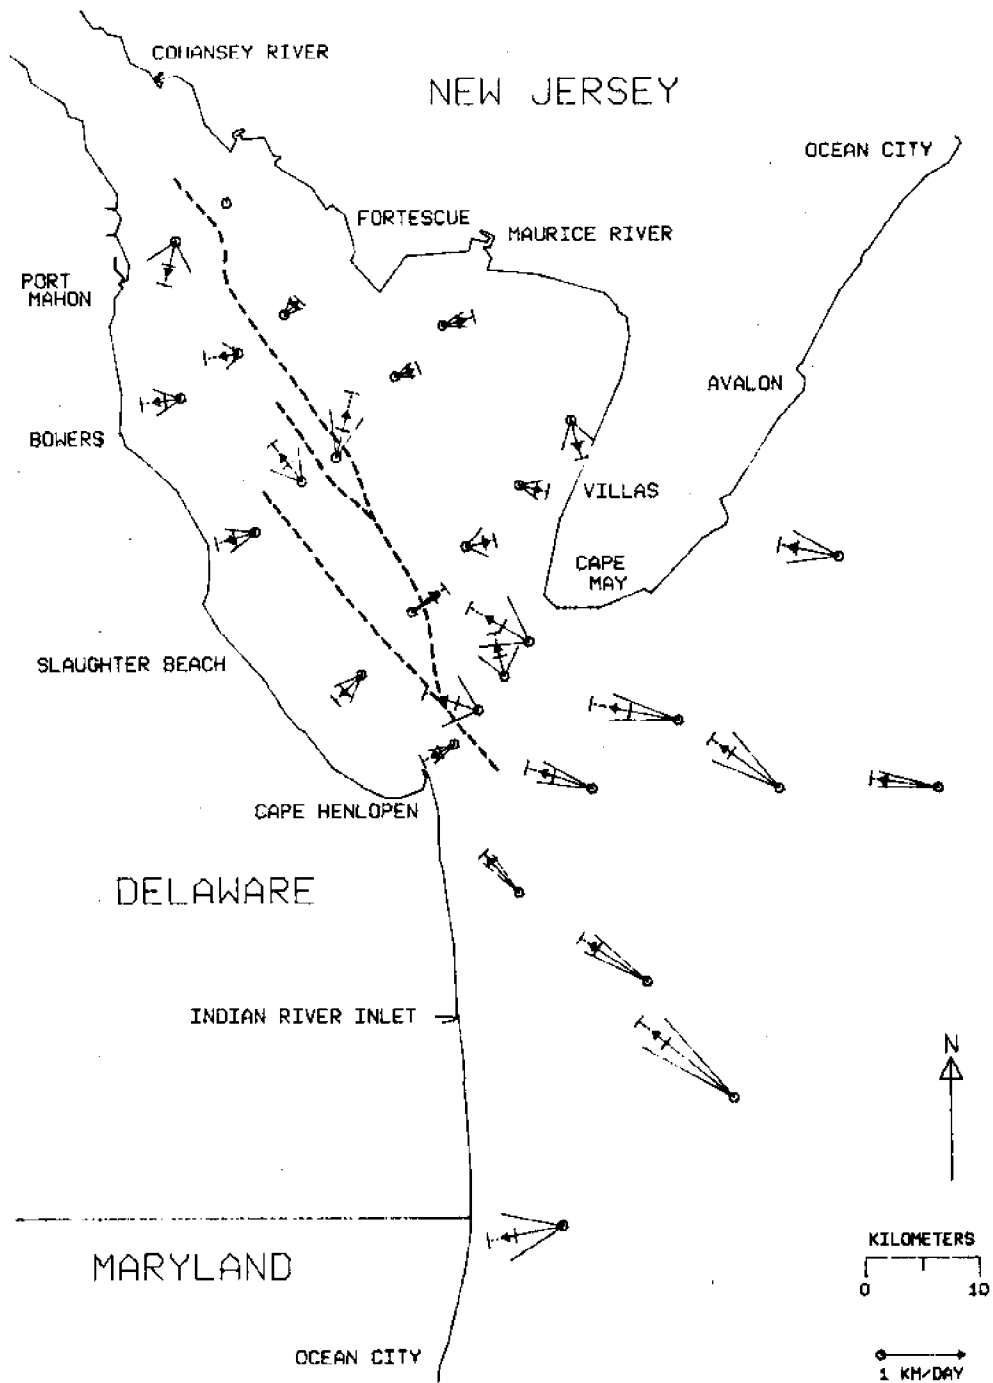 COHANSEY RIVER
NEW JERSEY
OCEAN CITY
FORTESCUE
MAURICE RIVER
PORT
MAHON
AVALON
BOWERS
VILLAS
CAPE
MAY
SLAUGHTER BEACH
CAPE HENLOPEN
DELAWARE
INDIAN RIVER INLET
N
MARYLAND
KILOMETERS
0 10
OCEAN CITY
1 KM/DAY